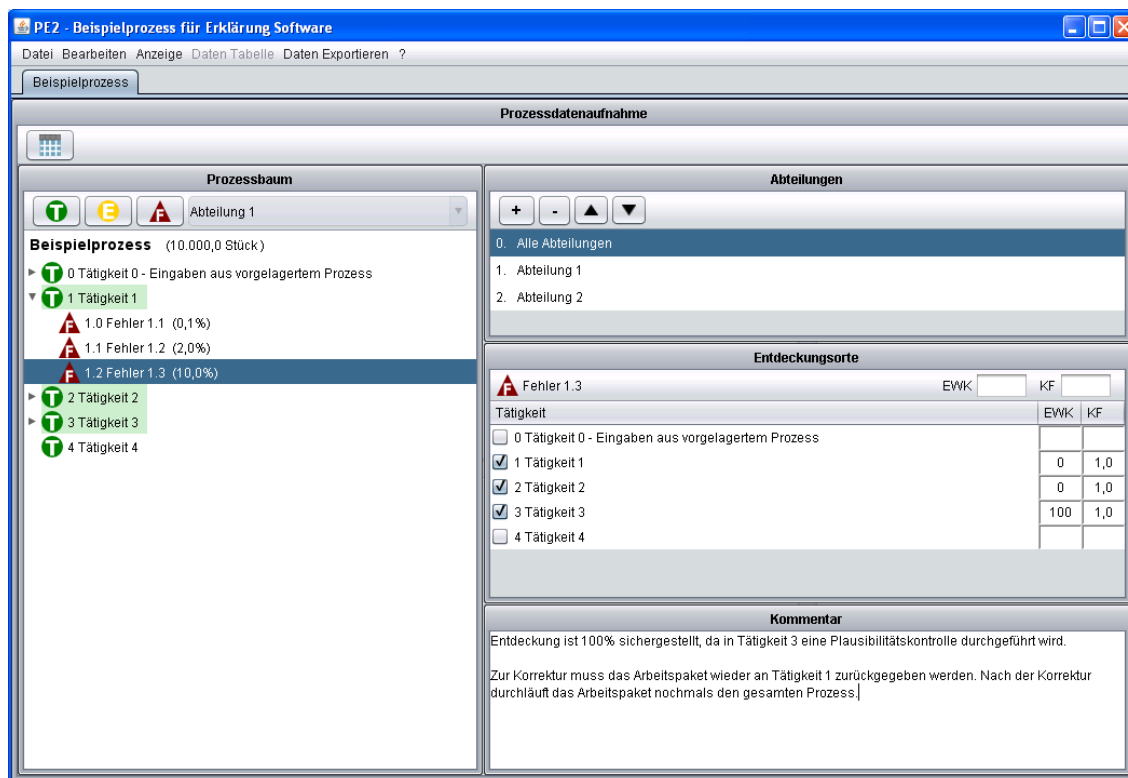 PE2 - Beispielprozess für Erklärung Software
Datei Bearbeiten Anzeige Daten Tabelle Daten Exportieren ?
Beispielprozess
Prozessdatenaufnahme
Prozessbaum
T E F Abteilung 1
Beispielprozess (10.000,0 Stück)
T 0 Tätigkeit 0 - Eingaben aus vorgelagertem Prozess
T 1 Tätigkeit 1
F 1.0 Fehler 1.1 (0,1%)
F 1.1 Fehler 1.2 (2,0%)
F 1.2 Fehler 1.3 (10,0%)
T 2 Tätigkeit 2
T 3 Tätigkeit 3
T 4 Tätigkeit 4
Abteilungen
+ -
0. Alle Abteilungen
1. Abteilung 1
2. Abteilung 2
Entdeckungsorte
F Fehler 1.3 EWK KF
Tätigkeit EWK KF
0 Tätigkeit 0 - Eingaben aus vorgelagertem Prozess
1 Tätigkeit 1 0 1,0
2 Tätigkeit 2 0 1,0
3 Tätigkeit 3 100 1,0
4 Tätigkeit 4
Kommentar
Entdeckung ist 100% sichergestellt, da in Tätigkeit 3 eine Plausibilitätskontrolle durchgeführt wird.
Zur Korrektur muss das Arbeitspaket wieder an Tätigkeit 1 zurückgegeben werden. Nach der Korrektur
durchläuft das Arbeitspaket nochmals den gesamten Prozess.